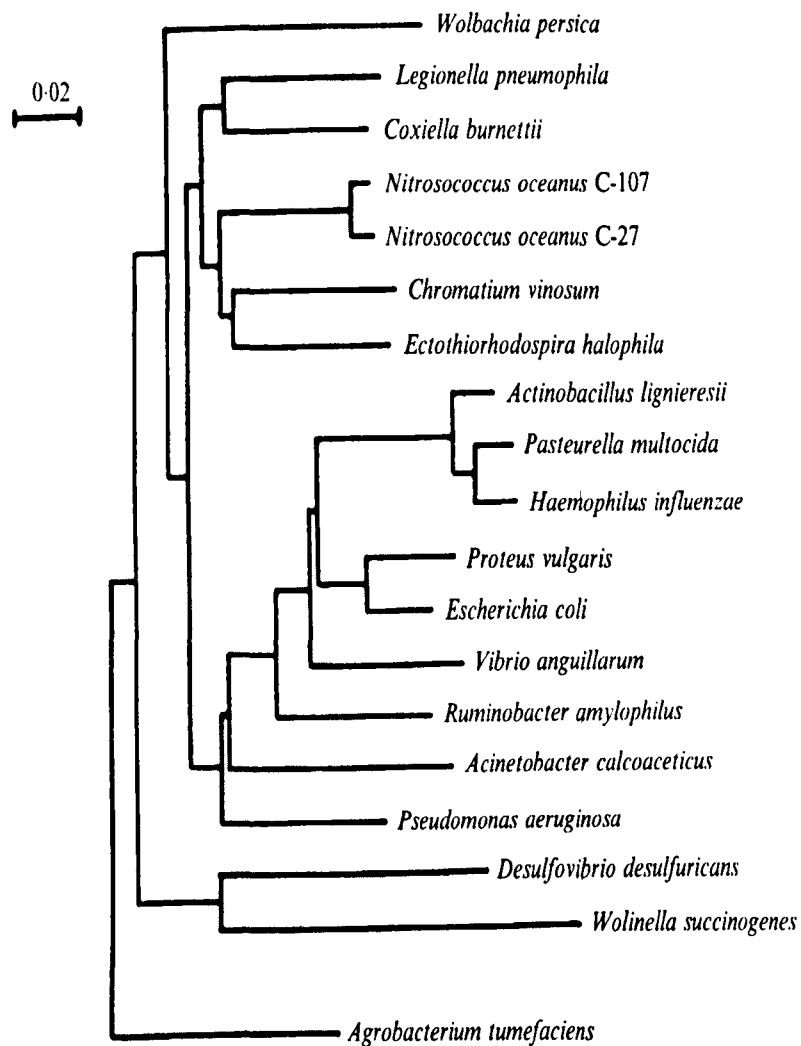 Wolbachia persica
Legionella pneumophila
0·02
Coxiella burnettii
Nitrosococcus oceanus C-107
Nitrosococcus oceanus C-27
Chromatium vinosum
Ectothiorhodospira halophila
Actinobacillus lignieresii
Pasteurella multocida
Haemophilus influenzae
Proteus vulgaris
Escherichia coli
Vibrio anguillarum
Ruminobacter amylophilus
Acinetobacter calcoaceticus
Pseudomonas aeruginosa
Desulfovibrio desulfuricans
Wolinella succinogenes
Agrobacterium tumefaciens